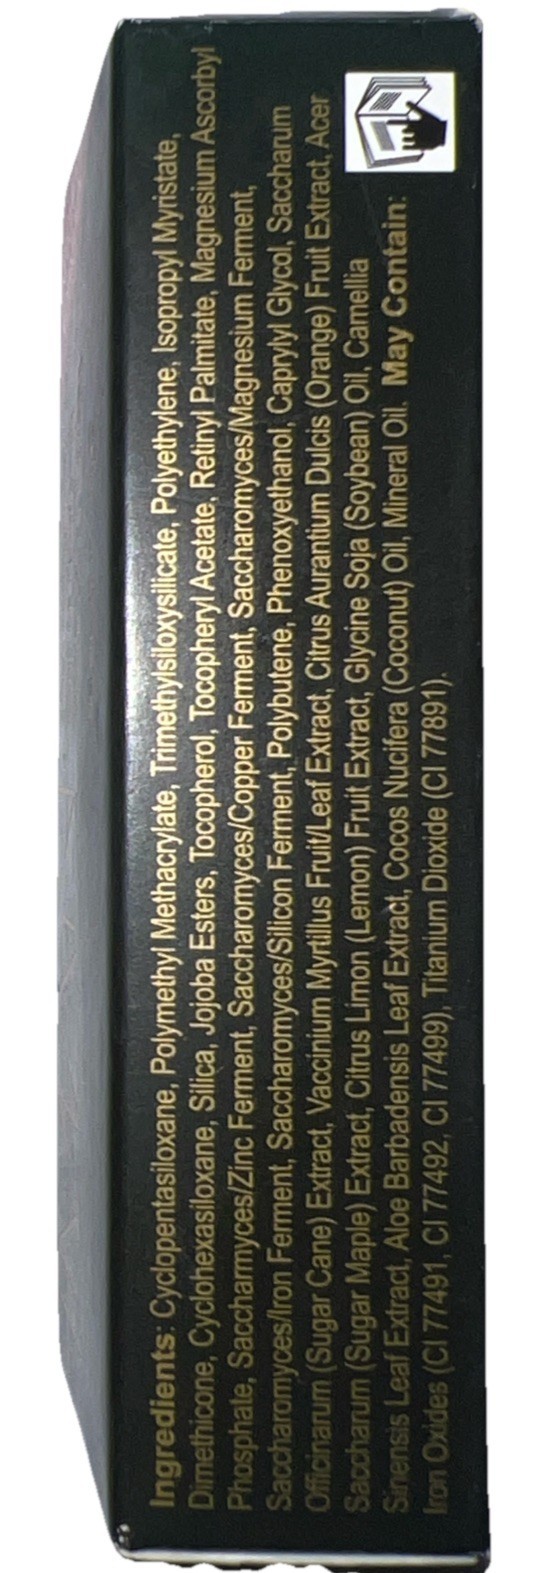 Ingredients: Cyclopentasiloxane, Polymethyl Methacrylate, Trimethylsiloxysilicate, Polyethylene, Isopropyl Myristate,
Dimethicone, Cyclohexasiloxane, Silica, Jojoba Esters, Tocopherol, Tocopheryl Acetate, Retinyl Palmitate, Magnesium Ascorbyl
Phosphate, Saccharmyces/Zinc Ferment, Saccharomyces/Copper Ferment, Saccharomyces/Magnesium Ferment,
Saccharomyces/Iron Ferment, Saccharomyces/Silicon Ferment, Polybutene, Phenoxyethanol, Caprylyl Glycol, Saccharum
Officinarum (Sugar Cane) Extract, Vaccinium Myrtillus Fruit/Leaf Extract, Citrus Aurantium Dulcis (Orange) Fruit Extract, Acer
Saccharum (Sugar Maple) Extract, Citrus Limon (Lemon) Fruit Extract, Glycine Soja (Soybean) Oil, Camellia
Sinensis Leaf Extract, Aloe Barbadensis Leaf Extract, Cocos Nucifera (Coconut) Oil, Mineral Oil. May Contain:
Iron Oxides (CI 77491, CI 77492, CI 77499), Titanium Dioxide (CI 77891).